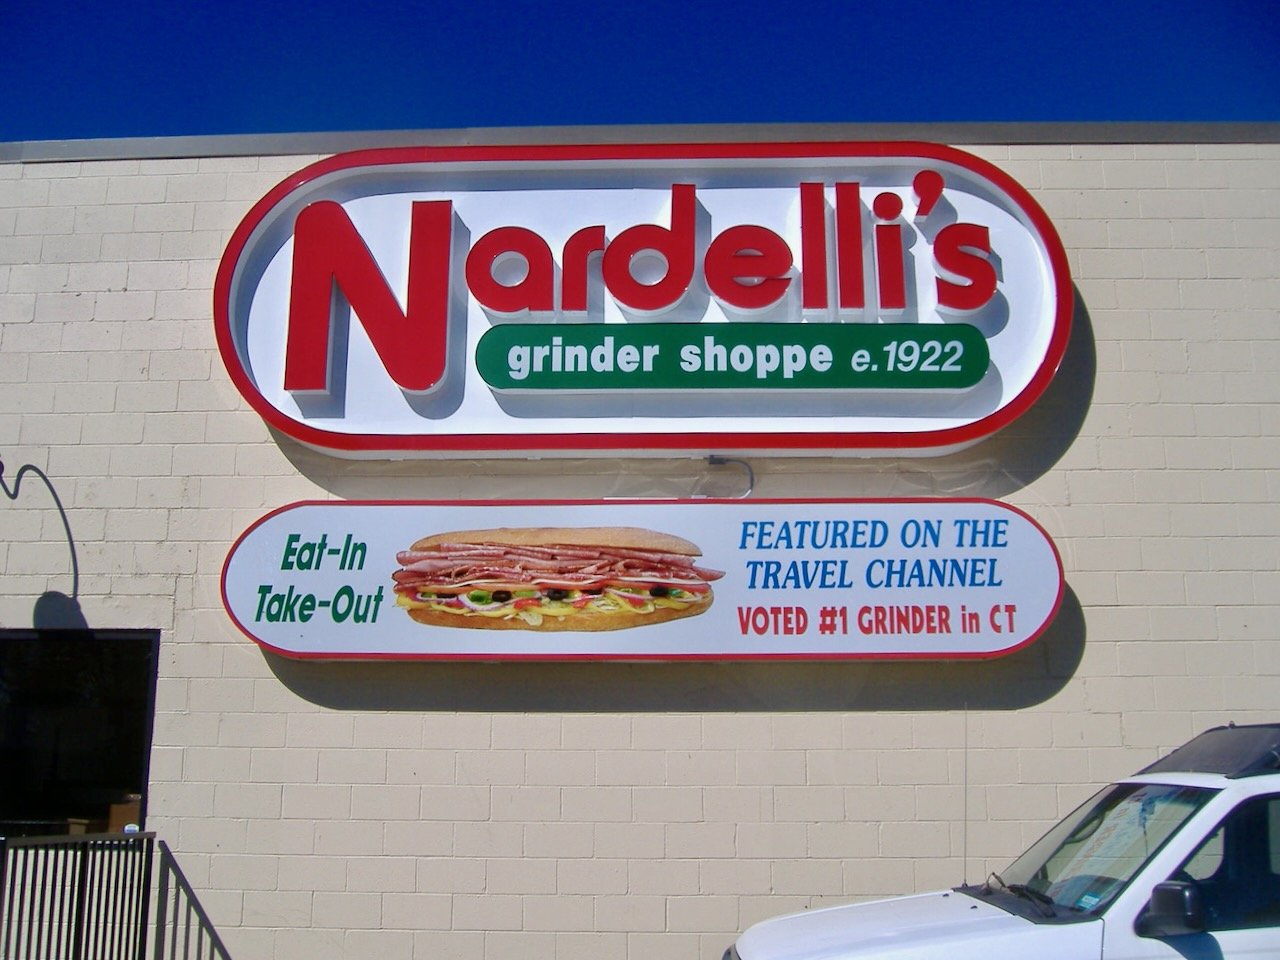 Nardelli's
grinder shoppe e.1922
Eat-In
Take-Out
FEATURED ON THE
TRAVEL CHANNEL
VOTED #1 GRINDER in CT